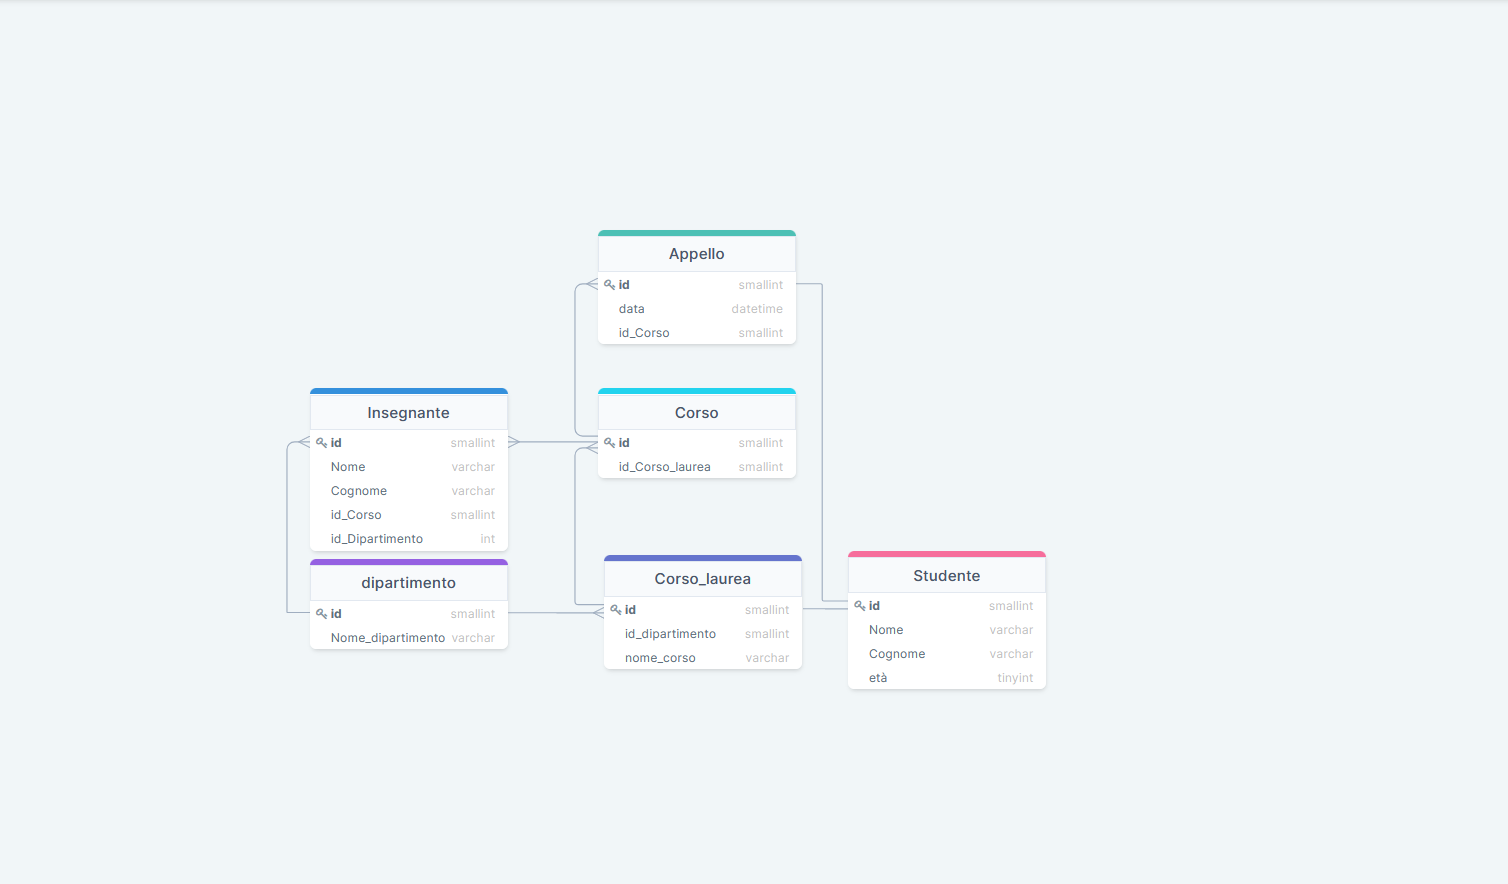 Appello
id smallint
data datetime
id_Corso smallint
Insegnante
id smallint
Nome varchar
Cognome varchar
id_Corso smallint
id_Dipartimento int
Corso
id smallint
id_Corso_laurea smallint
dipartimento
id smallint
Nome_dipartimento varchar
Corso_laurea
id smallint
id_dipartimento smallint
nome_corso varchar
Studente
id smallint
Nome varchar
Cognome varchar
età tinyint